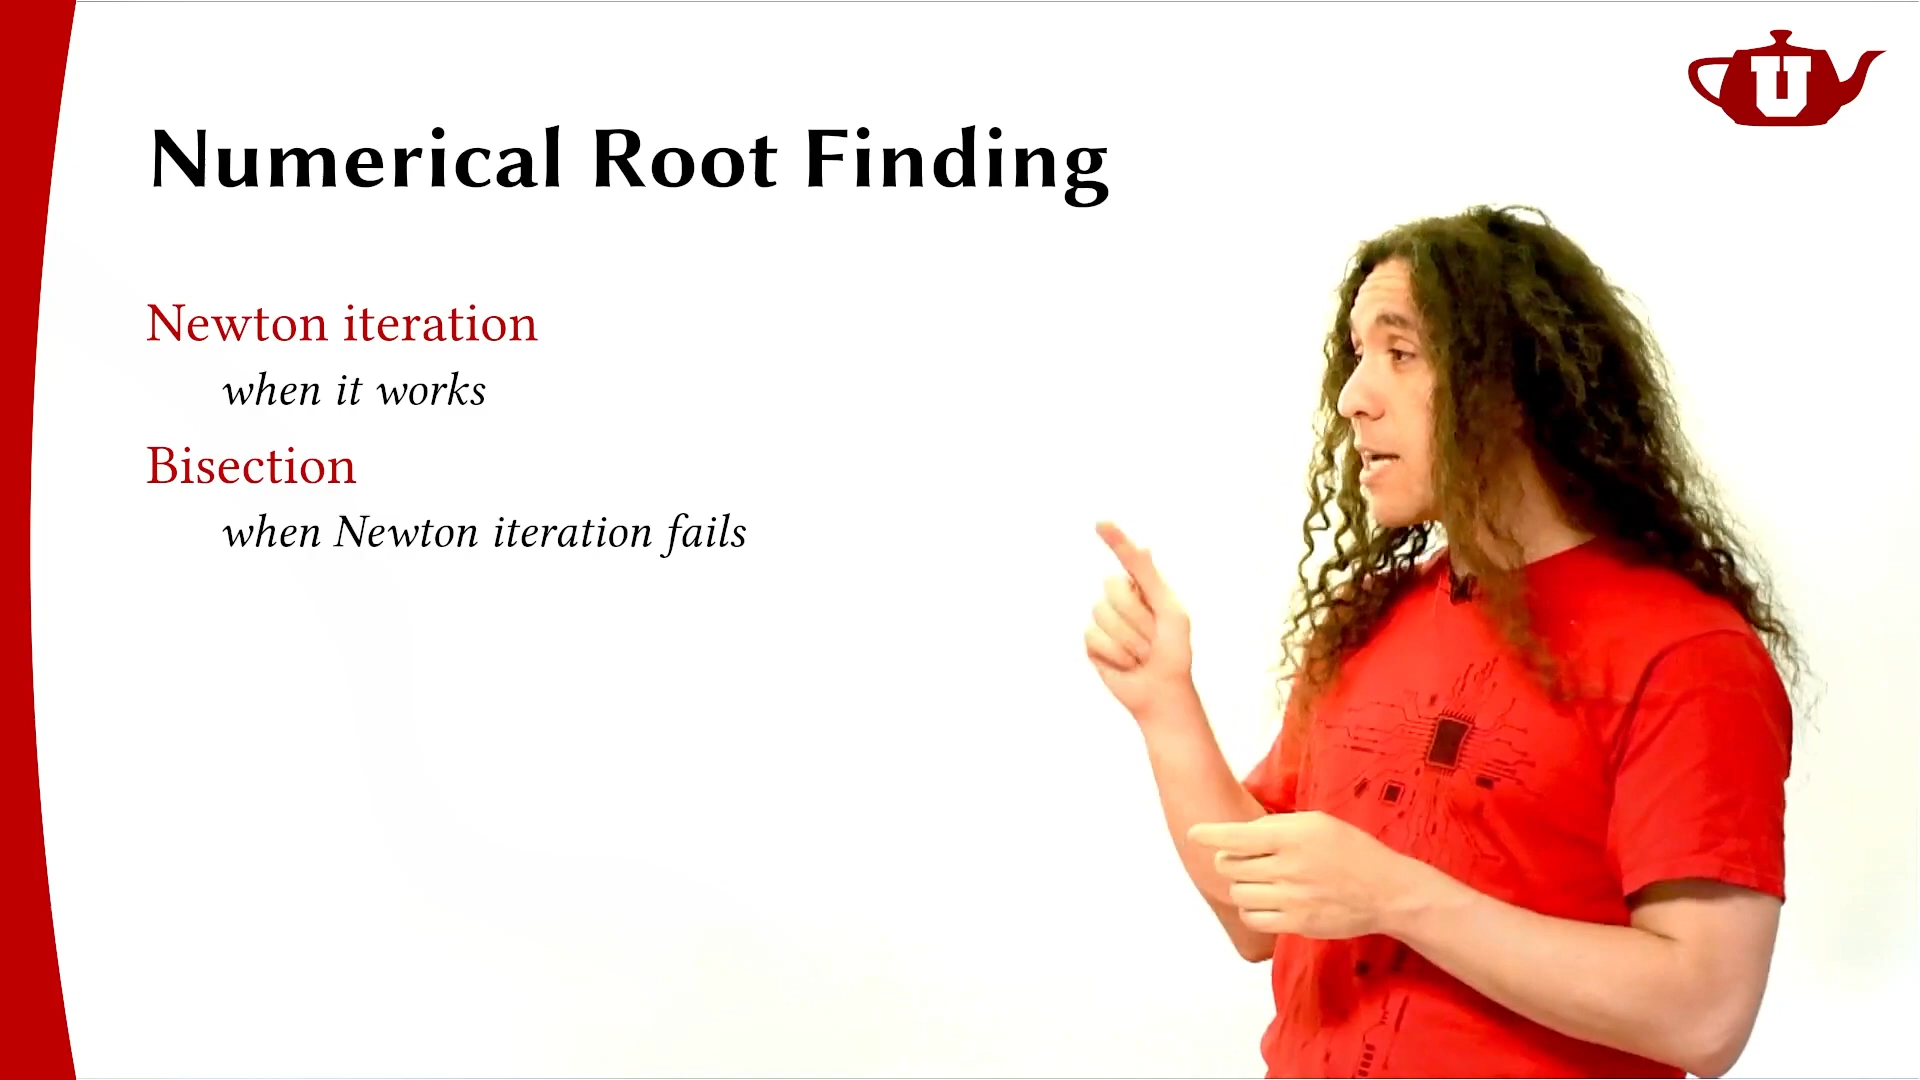 U
Numerical Root Finding
Newton iteration
when it works
Bisection
when Newton iteration fails